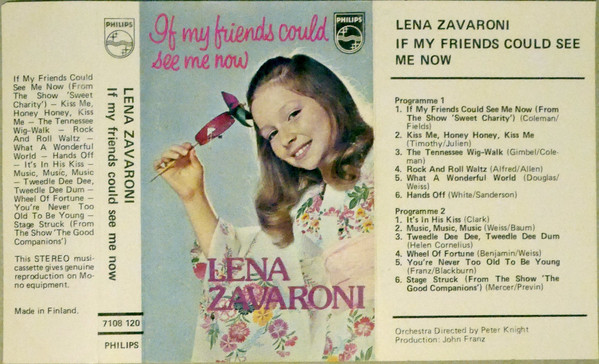 PHILIPS
If My Friends Could
See Me Now (From
The Show 'Sweet
Charity') — Kiss Me,
Honey Honey, Kiss
Me — The Tennessee
Wig-Walk — Rock
And Roll Waltz —
What A Wonderful
World — Hands Off
— It's In His Kiss —
Music, Music, Music
— Tweedle Dee Dee,
Tweedle Dee Dum —
Wheel Of Fortune —
You're Never Too
Old To Be Young —
Stage Struck (From
The Show 'The Good
Companions')
This STEREO musi-
cassette gives genuine
reproduction on Mo-
no equipment.
Made in Finland.
LENA ZAVARONI
If my friends could see me now
7108 120
PHILIPS
If my friends could
see me now
PHILIPS
LENA
ZAVARONI
LENA ZAVARONI
IF MY FRIENDS COULD SEE
ME NOW
Programme 1
1. If My Friends Could See Me Now (From
The Show 'Sweet Charity') (Coleman/
Fields)
2. Kiss Me, Honey Honey, Kiss Me
(Timothy/Julien)
3. The Tennessee Wig-Walk (Gimbel/Cole-
man)
4. Rock And Roll Waltz (Alfred/Allen)
5. What A Wonderful World (Douglas/
Weiss)
6. Hands Off (White/Sanderson)
Programme 2
1. It's In His Kiss (Clark)
2. Music, Music, Music (Weiss/Baum)
3. Tweedle Dee Dee, Tweedle Dee Dum
(Helen Cornelius)
4. Wheel Of Fortune (Benjamin/Weiss)
5. You're Never Too Old To Be Young
(Franz/Blackburn)
6. Stage Struck (From The Show 'The
Good Companions') (Mercer/Previn)
Orchestra Directed by Peter Knight
Production: John Franz